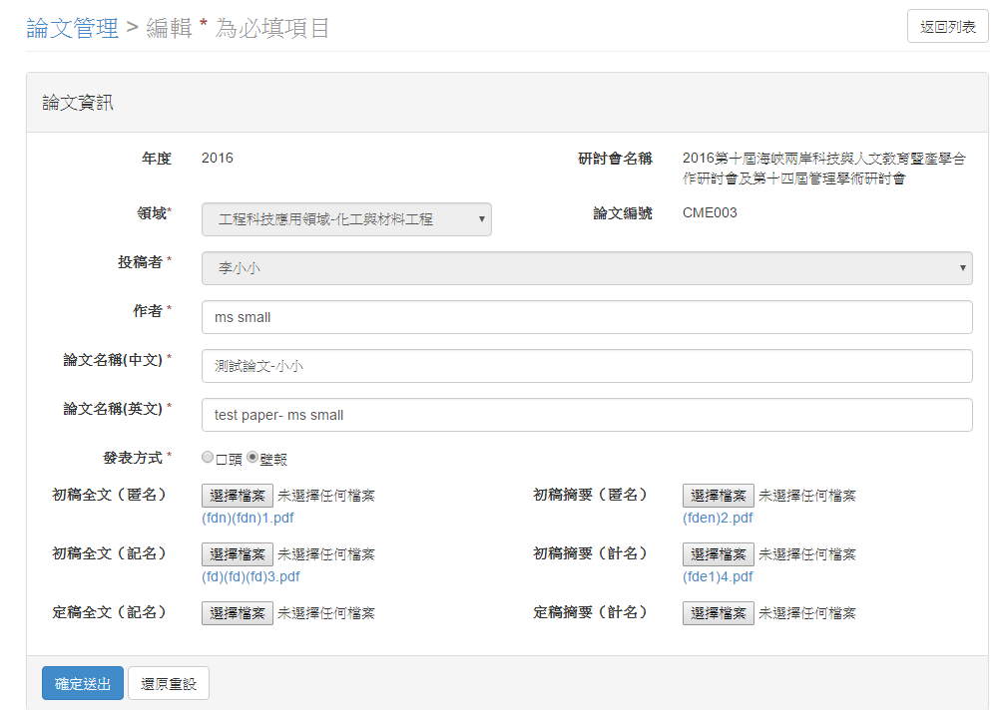 論文管理 > 編輯 * 為必填項目
返回列表
論文資訊
年度 2016
研討會名稱 2016第十屆海峽兩岸科技與人文教育暨產學合
作研討會及第十四屆管理學術研討會
領域* 工程科技應用領域-化工與材料工程
論文編號 CME003
投稿者 * 李小小
作者 * ms small
論文名稱(中文) * 測試論文-小小
論文名稱(英文) * test paper- ms small
發表方式 * 口頭 壁報
初稿全文（匿名） 選擇檔案 未選擇任何檔案
(fdn)(fdn)1.pdf
初稿摘要（匿名） 選擇檔案 未選擇任何檔案
(fden)2.pdf
初稿全文（記名） 選擇檔案 未選擇任何檔案
(fd)(fd)(fd)3.pdf
初稿摘要（計名） 選擇檔案 未選擇任何檔案
(fde1)4.pdf
定稿全文（記名） 選擇檔案 未選擇任何檔案
定稿摘要（計名） 選擇檔案 未選擇任何檔案
確定送出 還原重設